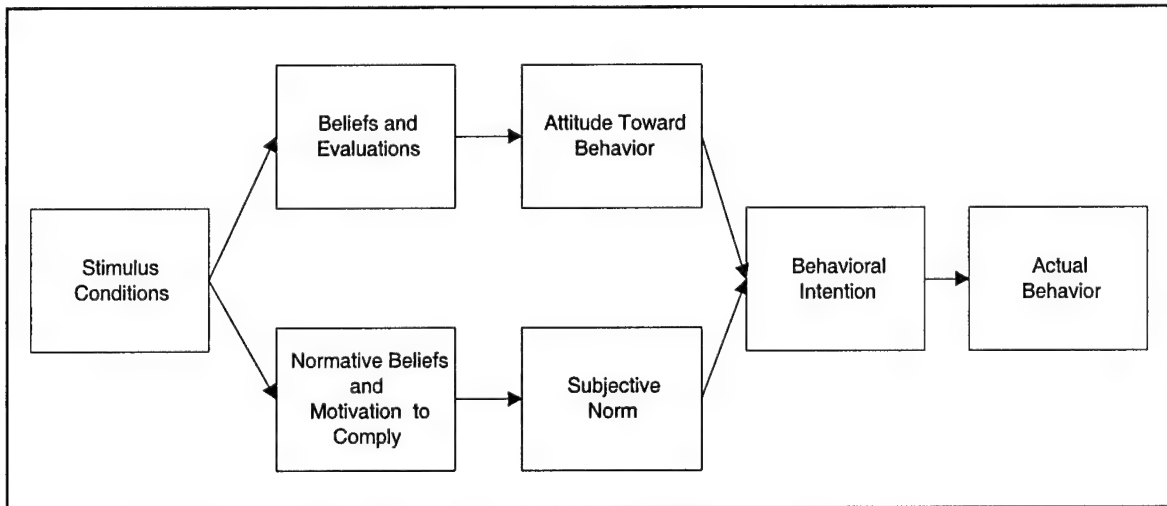 Stimulus
Conditions
Beliefs and
Evaluations
Attitude Toward
Behavior
Normative Beliefs
and
Motivation to
Comply
Subjective
Norm
Behavioral
Intention
Actual
Behavior